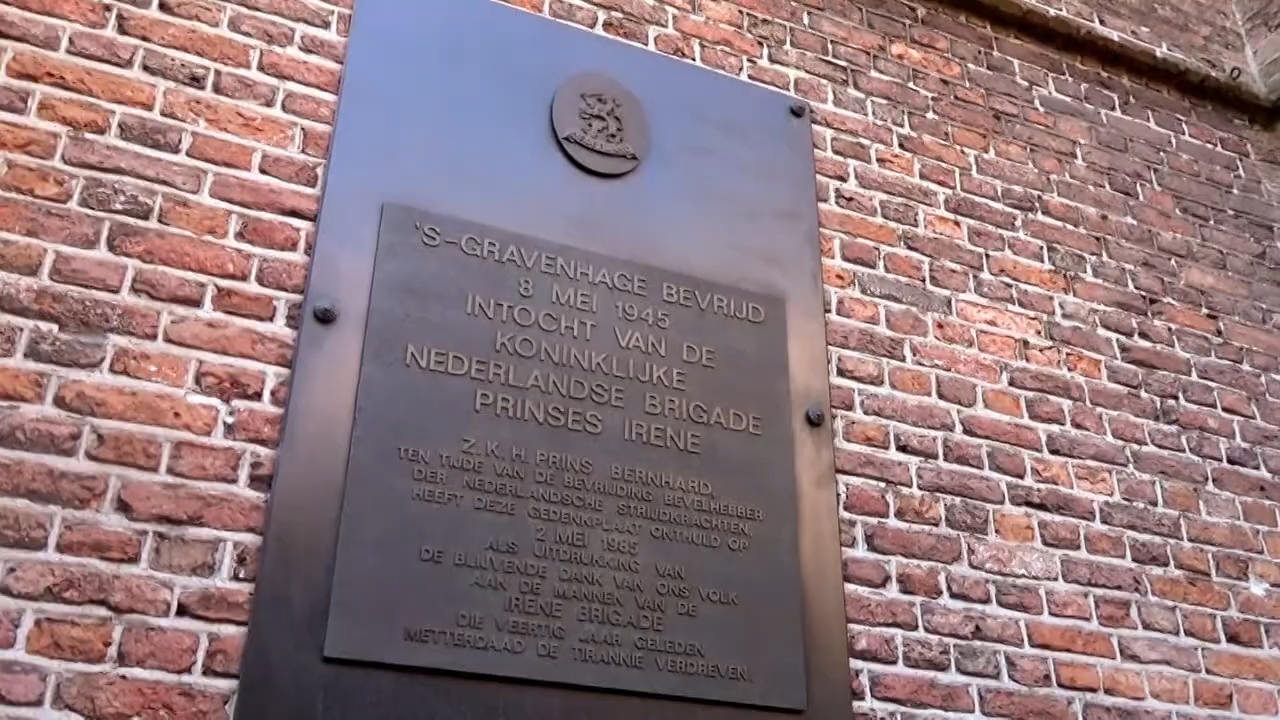 'S-GRAVENHAGE BEVRIJD
8 MEI 1945
INTOCHT VAN DE
KONINKLIJKE
NEDERLANDSE BRIGADE
PRINSES IRENE
Z.K.H. PRINS BERNHARD,
TEN TIJDE VAN DE BEVRIJDING BEVELHEBBER
DER NEDERLANDSCHE STRIJDKRACHTEN,
HEEFT DEZE GEDENKPLAAT ONTHULD OP
2 MEI 1985
ALS UITDRUKKING VAN
DE BLIJVENDE DANK VAN ONS VOLK
AAN DE MANNEN VAN DE
IRENE BRIGADE
DIE VEERTIG JAAR GELEDEN
METTERDAAD DE TIRANNIE VERDREVEN.